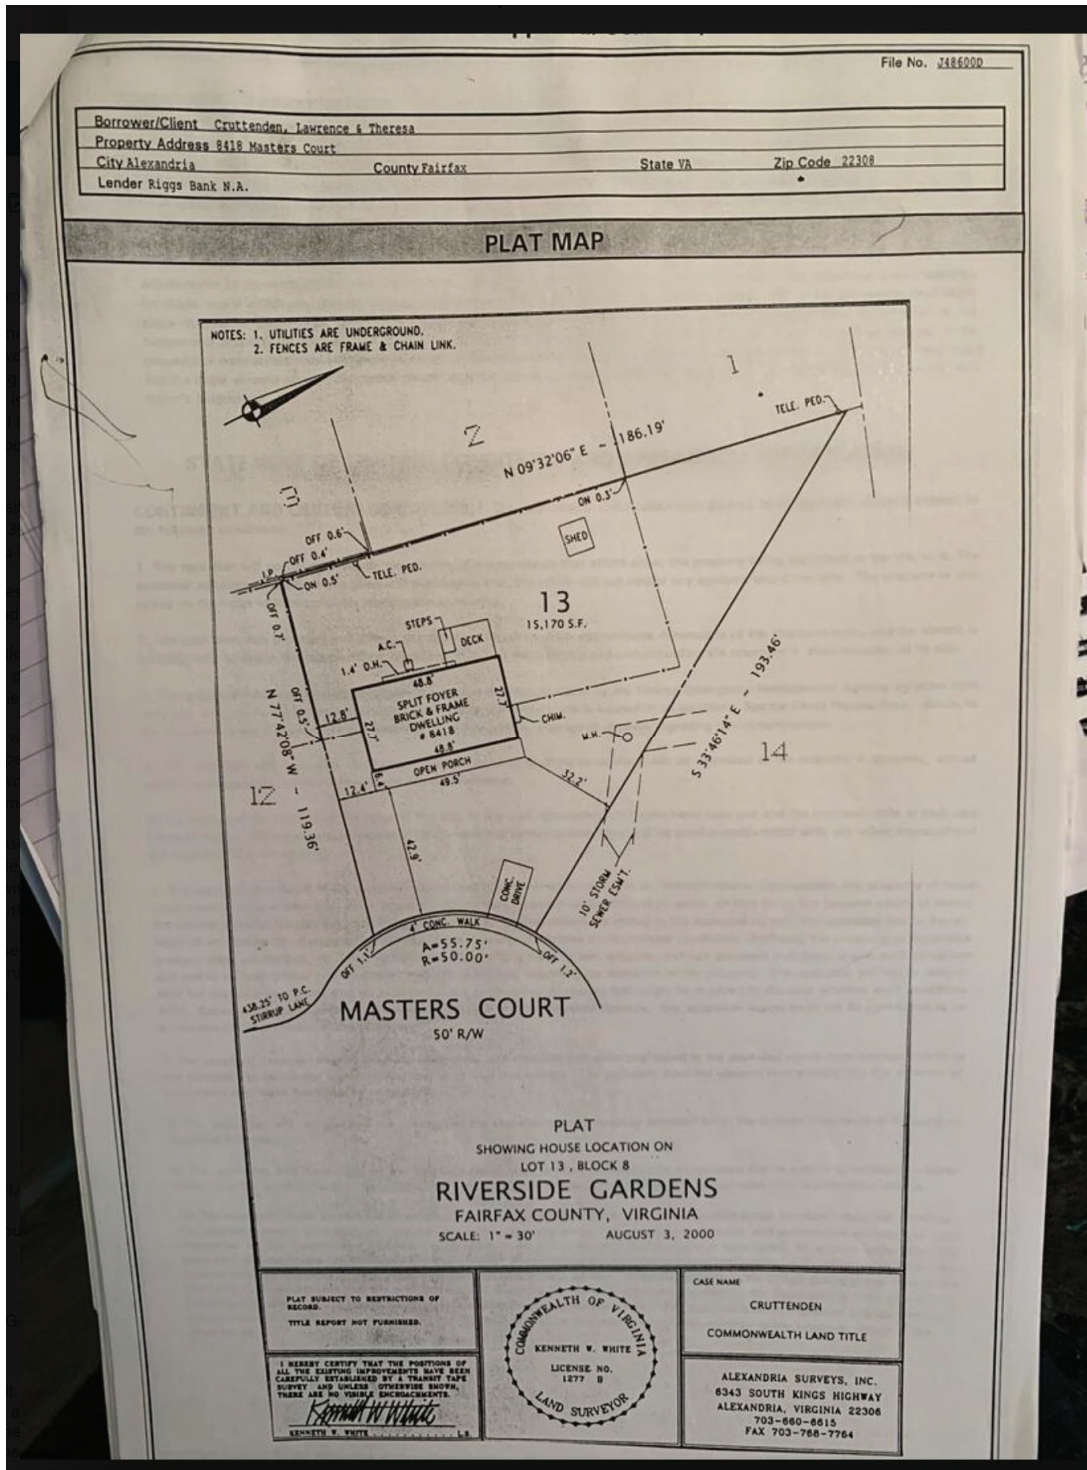 File No. J48600D
Borrower/Client Cruttenden, Lawrence & Theresa
Property Address 8418 Masters Court
City Alexandria County Fairfax State VA Zip Code 22308
Lender Riggs Bank N.A.
PLAT MAP
NOTES: 1. UTILITIES ARE UNDERGROUND.
2. FENCES ARE FRAME & CHAIN LINK.
1
TELE. PED.
2
N 09°32'06" E ~ 186.19'
ON 0.3'
SHED
OFF 0.6'
OFF 0.4'
I.P.
ON 0.5'
TELE. PED.
OFF 0.7'
13
15,170 S.F.
STEPS
DECK
A.C.
1.4' O.H.
48.8'
SPLIT FOYER
BRICK & FRAME
DWELLING
# 8418
27.7'
27.7'
48.8'
CHIM.
OPEN PORCH
49.5'
6.4'
12.8'
12.4'
OFF 0.5'
N 77°42'08" W ~ 119.36'
12
M.H.
S 33°46'14" E ~ 193.46'
14
32.2'
42.9'
CONC. DRIVE
10' STORM
SEWER ESM'T.
4' CONC. WALK
A=55.75'
R=50.00'
OFF 1.1'
OFF 1.2'
438.25' TO P.C.
STIRRUP LANE
MASTERS COURT
50' R/W
PLAT
SHOWING HOUSE LOCATION ON
LOT 13, BLOCK 8
RIVERSIDE GARDENS
FAIRFAX COUNTY, VIRGINIA
SCALE: 1" = 30' AUGUST 3, 2000
PLAT SUBJECT TO RESTRICTIONS OF
RECORD.
TITLE REPORT NOT FURNISHED.
I HEREBY CERTIFY THAT THE POSITIONS OF
ALL THE EXISTING IMPROVEMENTS HAVE BEEN
CAREFULLY ESTABLISHED BY A TRANSIT TAPE
SURVEY AND UNLESS OTHERWISE SHOWN,
THERE ARE NO VISIBLE ENCROACHMENTS.
Kenneth W White
KENNETH W. WHITE L.S.
COMMONWEALTH OF VIRGINIA
KENNETH W. WHITE
LICENSE NO.
1277 B
LAND SURVEYOR
CASE NAME
CRUTTENDEN
COMMONWEALTH LAND TITLE
ALEXANDRIA SURVEYS, INC.
6343 SOUTH KINGS HIGHWAY
ALEXANDRIA, VIRGINIA 22306
703-660-6615
FAX 703-768-7764